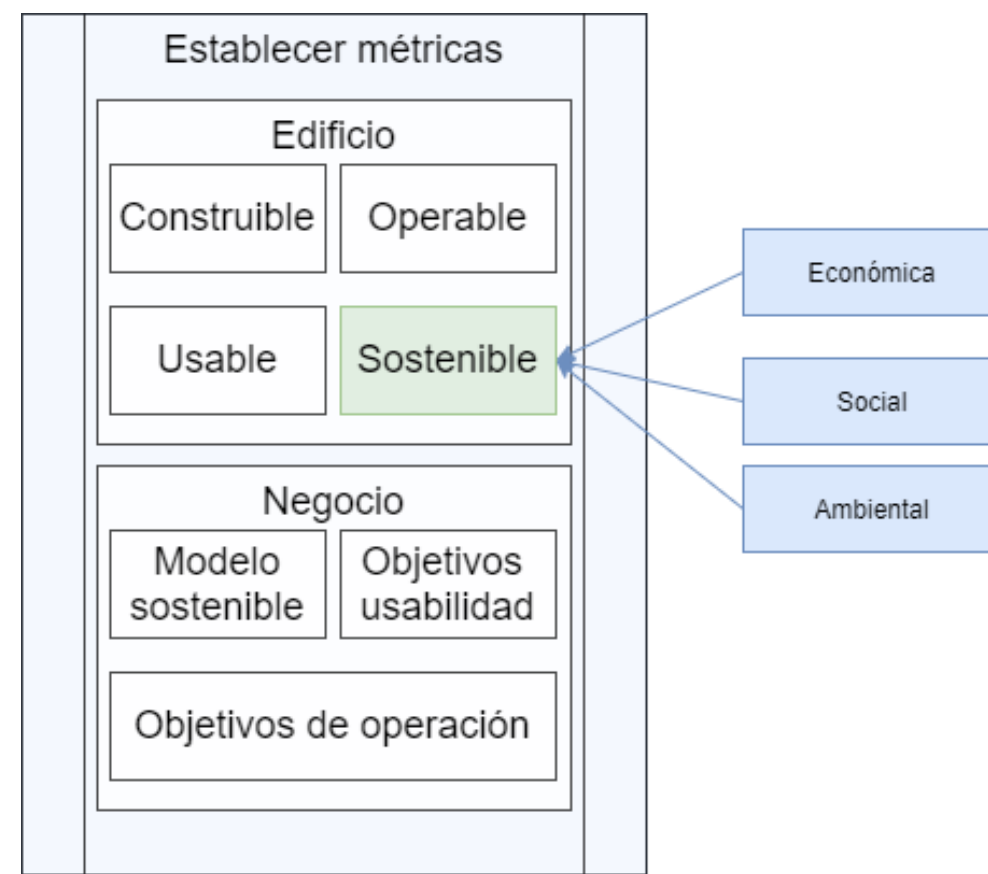 Establecer métricas
Edificio
Construible
Operable
Usable
Sostenible
Económica
Social
Ambiental
Negocio
Modelo
sostenible
Objetivos
usabilidad
Objetivos de operación